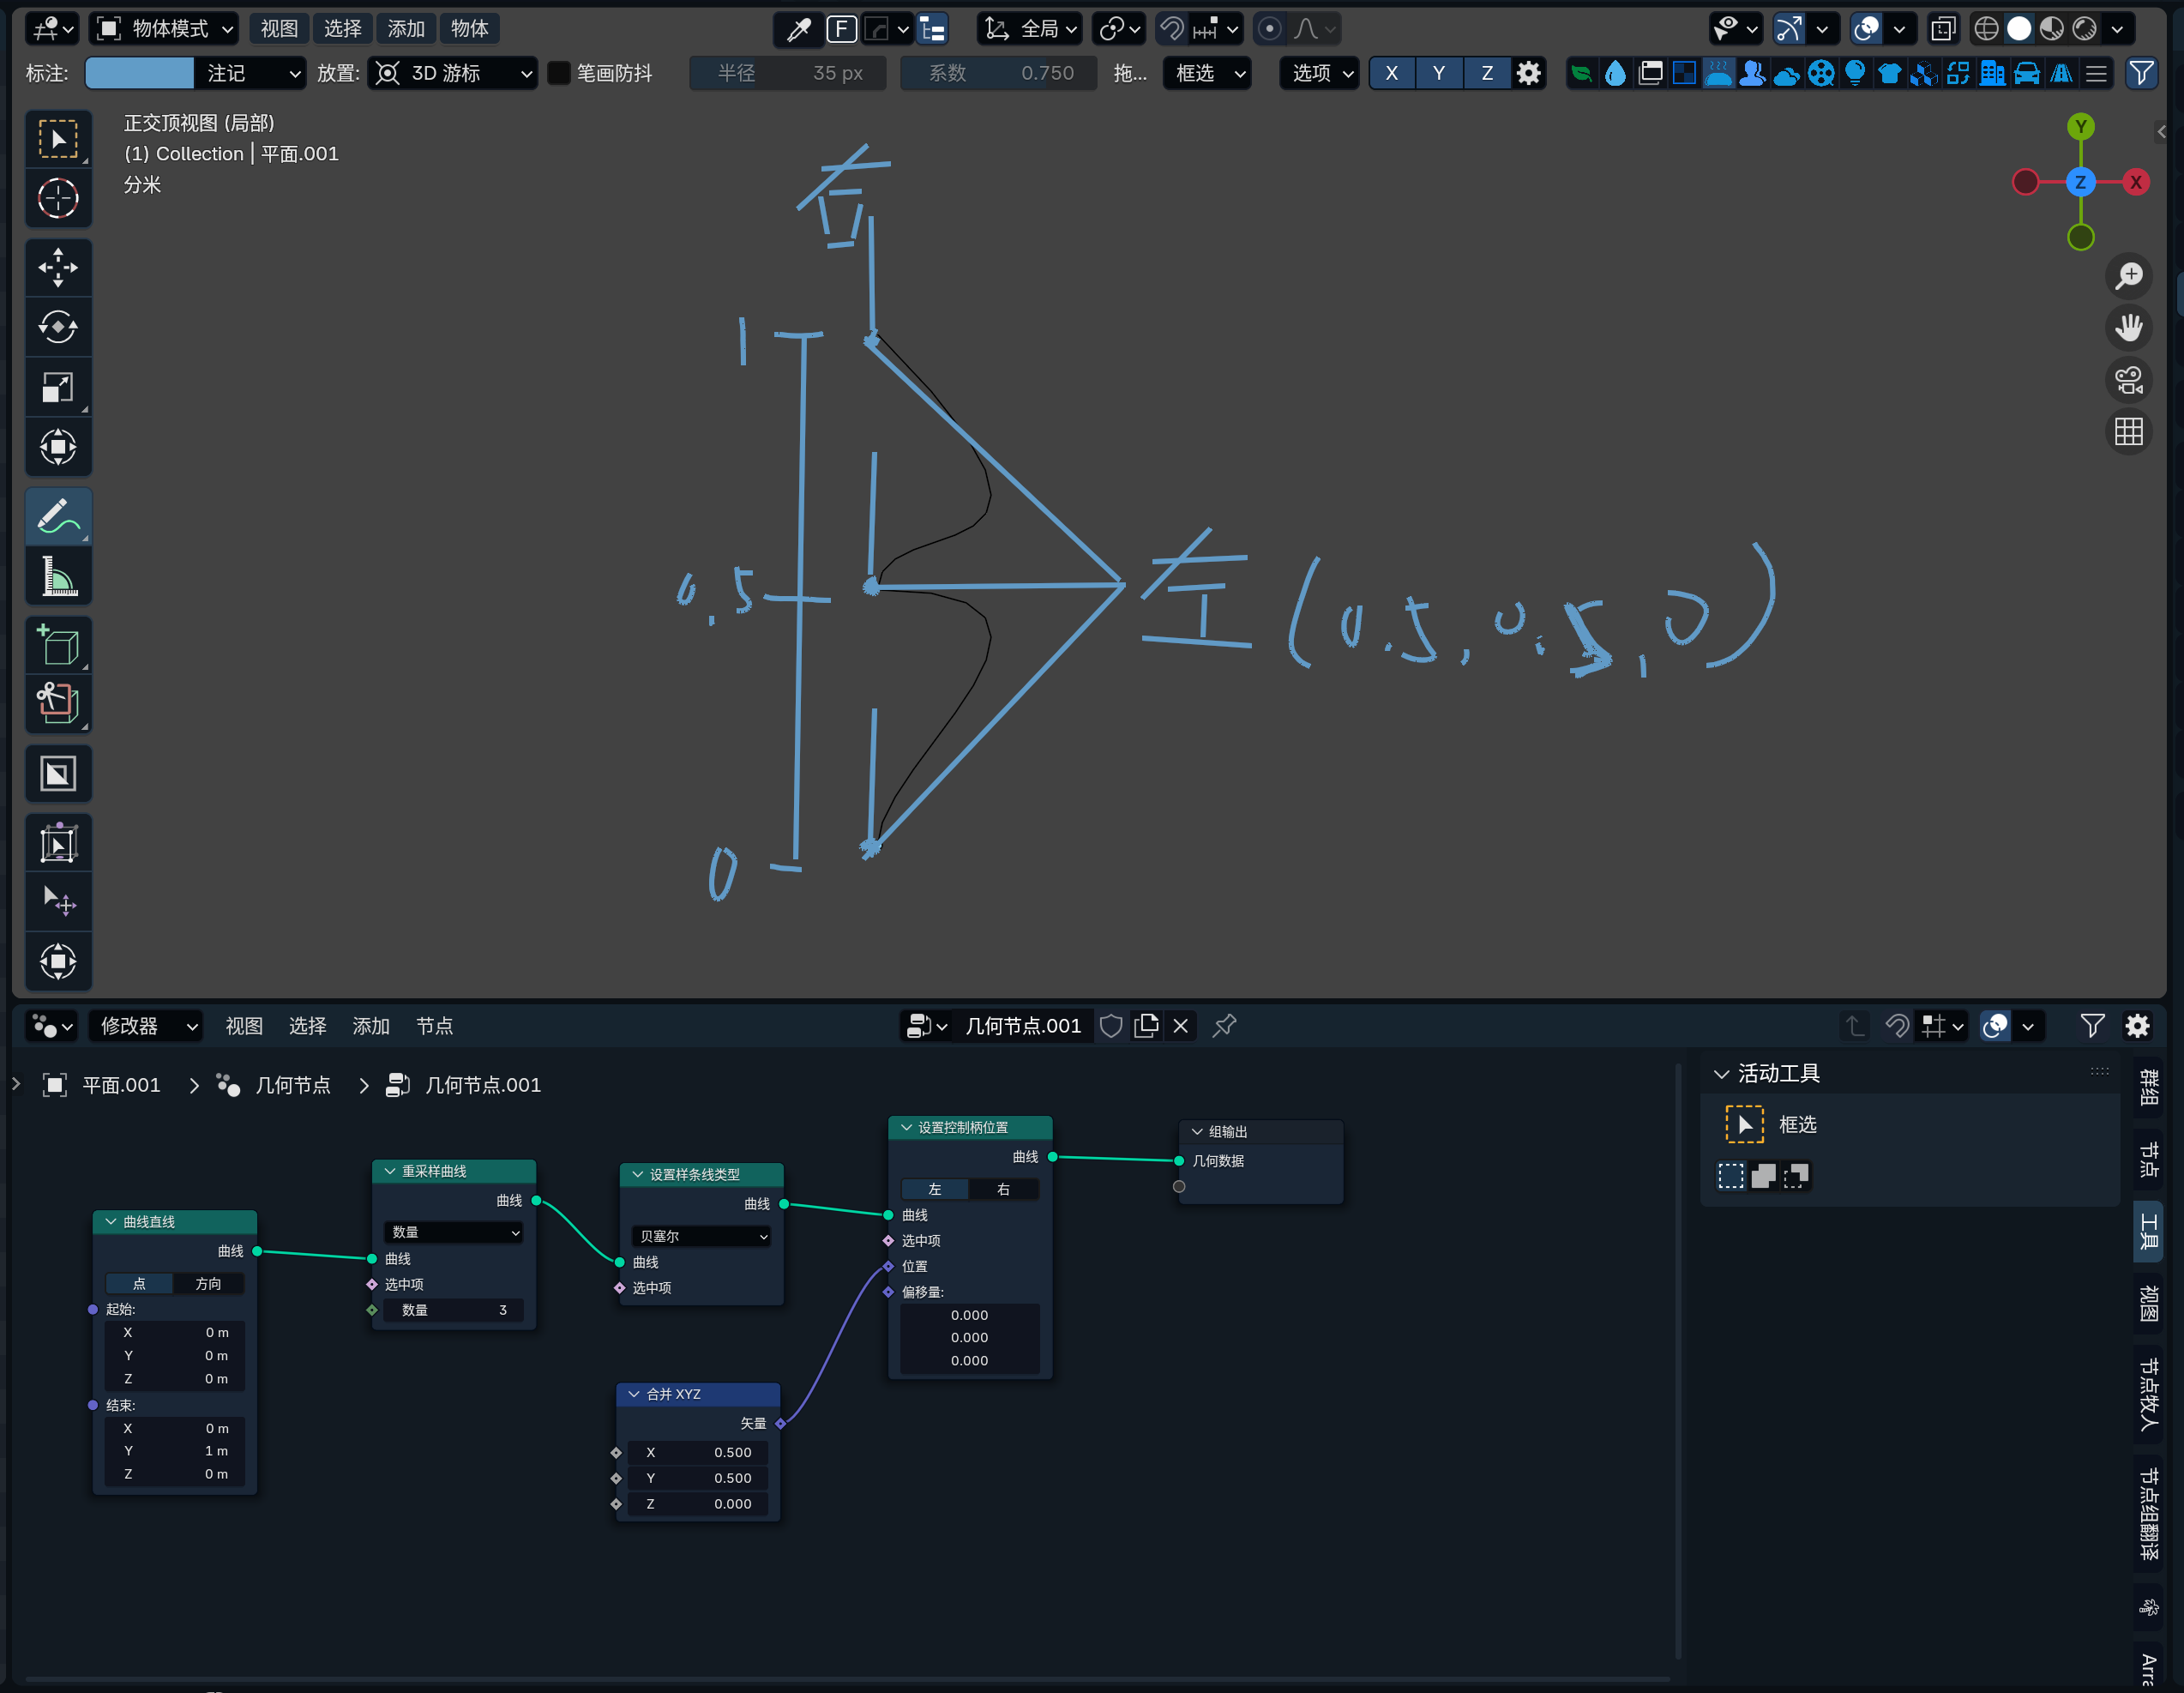 物体模式 视图 选择 添加 物体 F 全局
标注: 注记 放置: 3D 游标 笔画防抖 半径 35 px 系数 0.750 拖... 框选 选项 X Y Z
正交顶视图 (局部)
(1) Collection | 平面.001
分米
Y
Z X
右
1
0.5
左(0.5,0.5,0)
0
修改器 视图 选择 添加 节点 几何节点.001
平面.001 几何节点 几何节点.001
曲线直线
曲线
点 方向
起始:
X 0 m
Y 0 m
Z 0 m
结束:
X 0 m
Y 1 m
Z 0 m
重采样曲线
曲线
数量
曲线
选中项
数量 3
设置样条线类型
曲线
贝塞尔
曲线
选中项
合并 XYZ
矢量
X 0.500
Y 0.500
Z 0.000
设置控制柄位置
曲线
左 右
曲线
选中项
位置
偏移量:
0.000
0.000
0.000
组输出
几何数据
活动工具
框选
群组
节点
工具
视图
节点牧人
节点组翻译
Arra